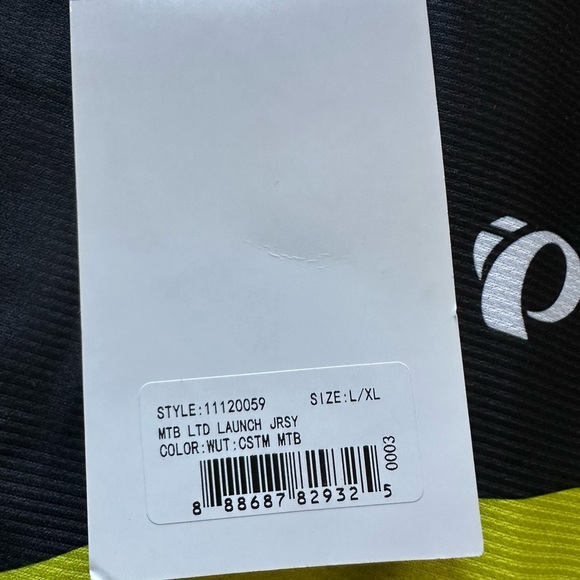 STYLE:11120059 SIZE:L/XL
MTB LTD LAUNCH JRSY
COLOR:WUT:CSTM MTB
0003
8 88687 82932 5